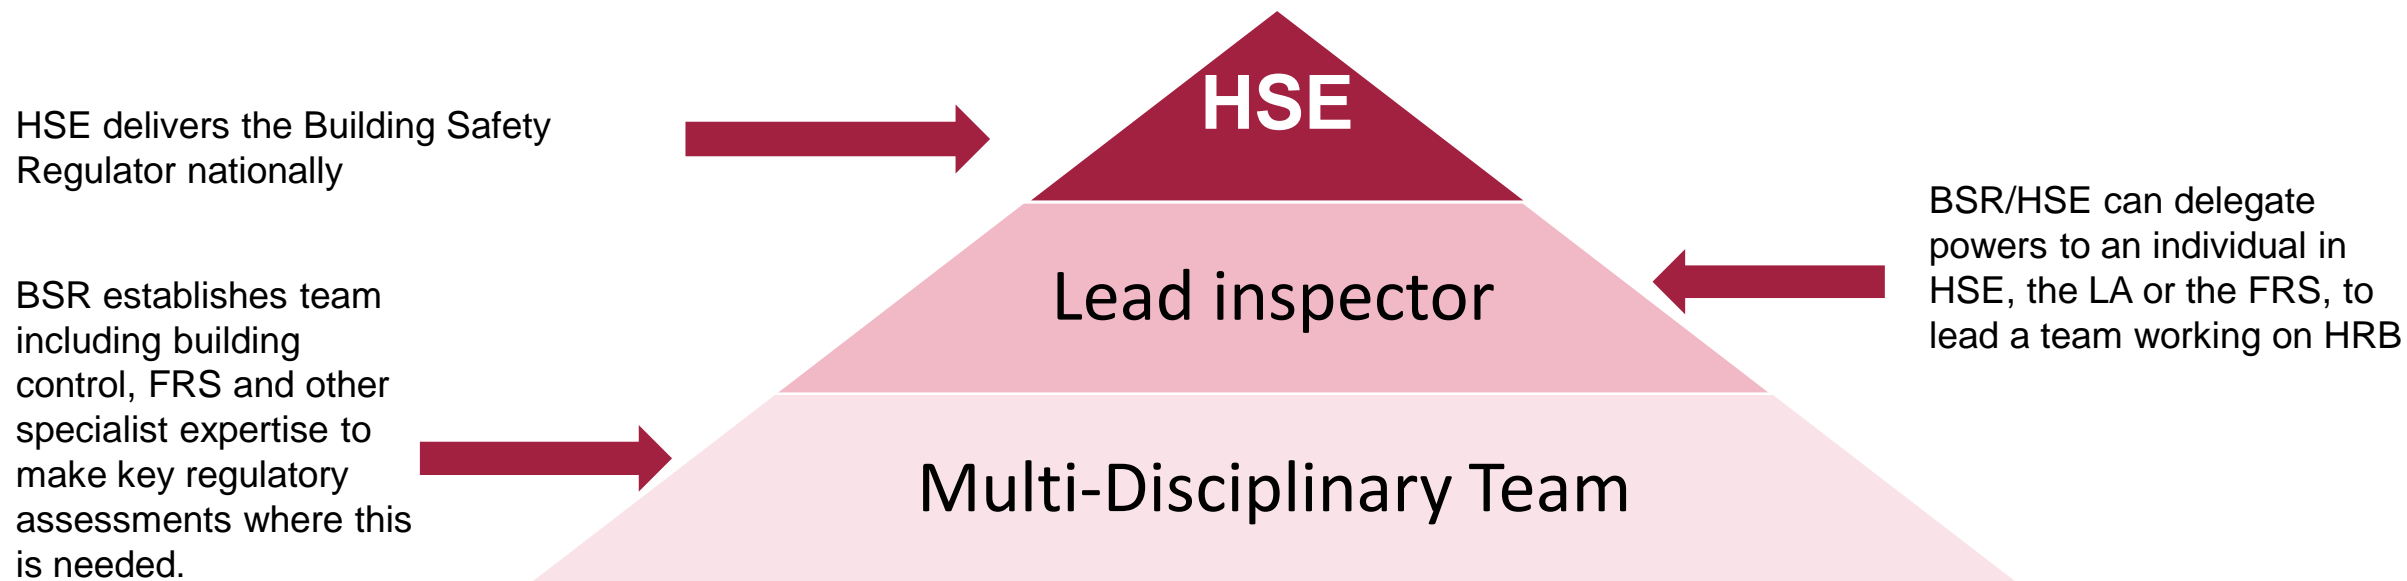 HSE
HSE delivers the Building Safety
Regulator nationally
BSR/HSE can delegate
powers to an individual in
HSE, the LA or the FRS, to
lead a team working on HRB
Lead inspector
BSR establishes team
including building
control, FRS and other
specialist expertise to
make key regulatory
assessments where this
is needed.
Multi-Disciplinary Team